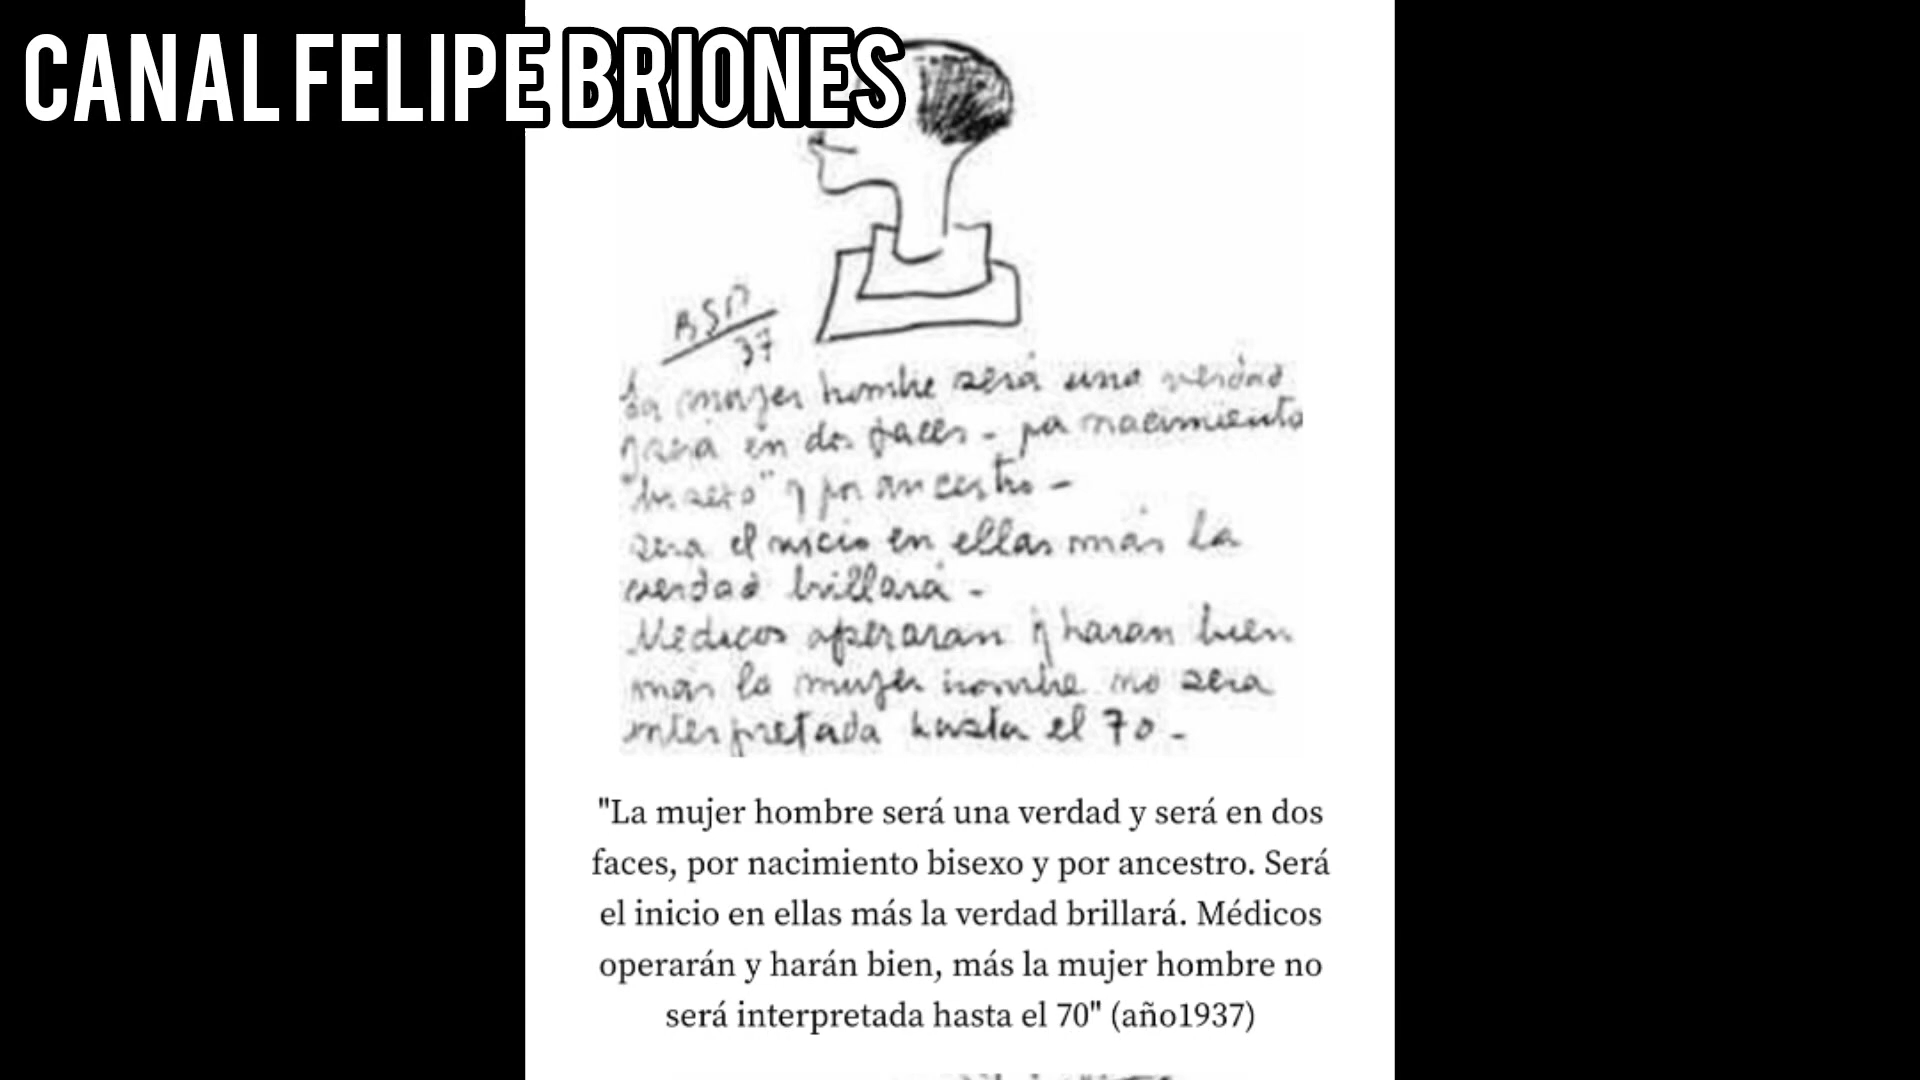 CANAL FELIPE BRIONES
BSP
37
La mujer hombre será una verdad
y será en dos faces - por nacimiento
"bisexo" y por ancestro -
sera el inicio en ellas más la
verdad brillará -
Médicos operaran y haran bien
más la mujer hombre no sera
interpretada hasta el 70 -
"La mujer hombre será una verdad y será en dos
faces, por nacimiento bisexo y por ancestro. Será
el inicio en ellas más la verdad brillará. Médicos
operarán y harán bien, más la mujer hombre no
será interpretada hasta el 70" (año1937)